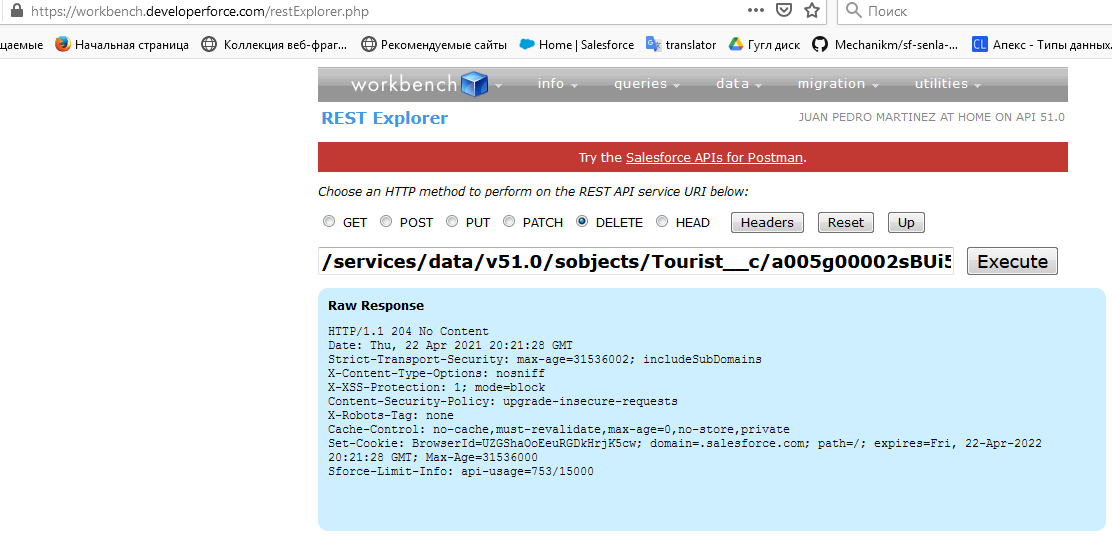 https://workbench.developerforce.com/restExplorer.php
Поиск
щаемые Начальная страница Коллекция веб-фраг... Рекомендуемые сайты Home | Salesforce translator Гугл диск Mechanikm/sf-senla-... CL Апекс - Типы данных.
workbench info queries data migration utilities
REST Explorer JUAN PEDRO MARTINEZ AT HOME ON API 51.0
Try the Salesforce APIs for Postman.
Choose an HTTP method to perform on the REST API service URI below:
GET POST PUT PATCH DELETE HEAD Headers Reset Up
/services/data/v51.0/sobjects/Tourist__c/a005g00002sBUi5 Execute
Raw Response
HTTP/1.1 204 No Content
Date: Thu, 22 Apr 2021 20:21:28 GMT
Strict-Transport-Security: max-age=31536002; includeSubDomains
X-Content-Type-Options: nosniff
X-XSS-Protection: 1; mode=block
Content-Security-Policy: upgrade-insecure-requests
X-Robots-Tag: none
Cache-Control: no-cache,must-revalidate,max-age=0,no-store,private
Set-Cookie: BrowserId=UZGShaOoEeuRGDkHrjK5cw; domain=.salesforce.com; path=/; expires=Fri, 22-Apr-2022
20:21:28 GMT; Max-Age=31536000
Sforce-Limit-Info: api-usage=753/15000